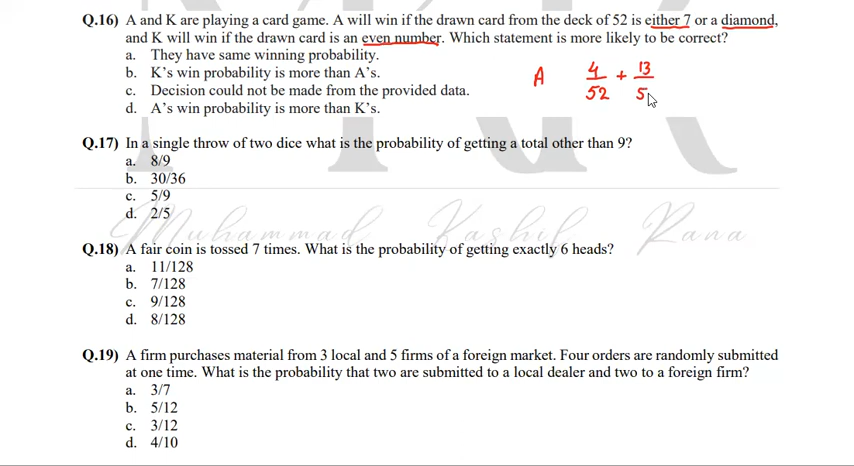 Q.16) A and K are playing a card game. A will win if the drawn card from the deck of 52 is either 7 or a diamond,
and K will win if the drawn card is an even number. Which statement is more likely to be correct?
a. They have same winning probability.
b. K's win probability is more than A's.
c. Decision could not be made from the provided data.
d. A's win probability is more than K's.
A 4/52 + 13/5
Q.17) In a single throw of two dice what is the probability of getting a total other than 9?
a. 8/9
b. 30/36
c. 5/9
d. 2/5
Muhammad Kashif Rana
Q.18) A fair coin is tossed 7 times. What is the probability of getting exactly 6 heads?
a. 11/128
b. 7/128
c. 9/128
d. 8/128
Q.19) A firm purchases material from 3 local and 5 firms of a foreign market. Four orders are randomly submitted
at one time. What is the probability that two are submitted to a local dealer and two to a foreign firm?
a. 3/7
b. 5/12
c. 3/12
d. 4/10